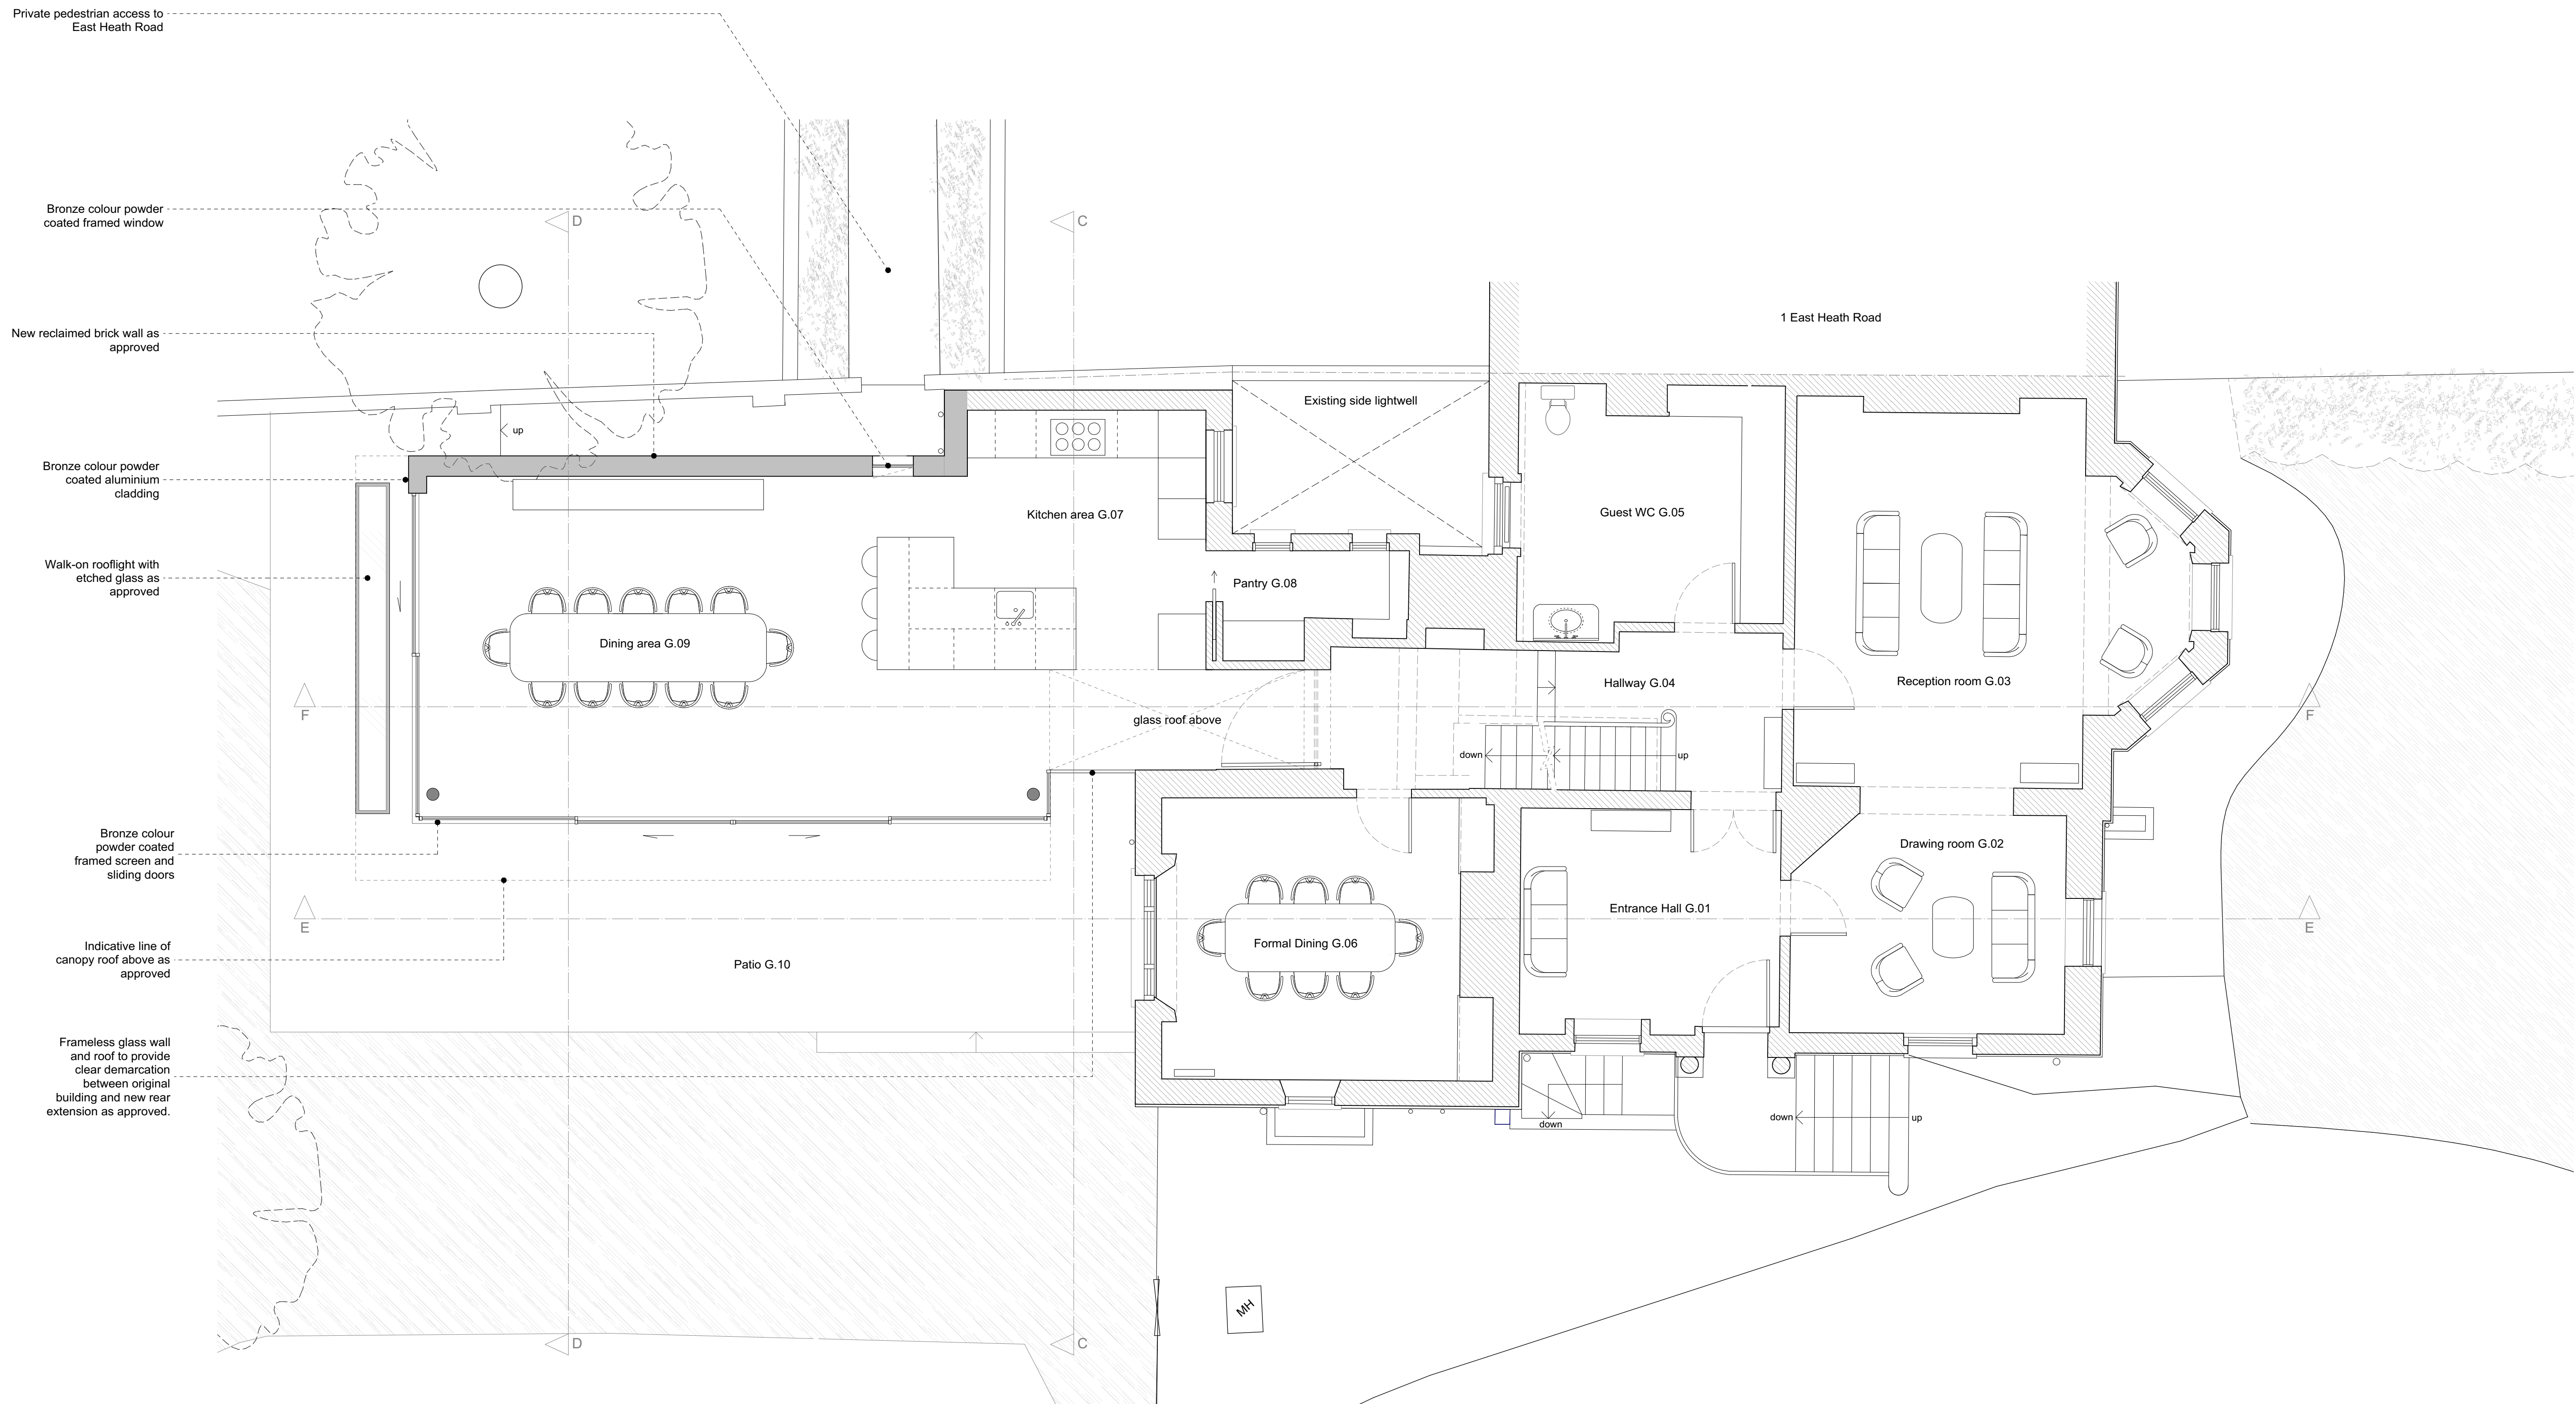 Private pedestrian access to
East Heath Road
Bronze colour powder
coated framed window
D
C
New reclaimed brick wall as
approved
1 East Heath Road
Existing side lightwell
up
Bronze colour powder
coated aluminium
cladding
Kitchen area G.07
Guest WC G.05
Walk-on rooflight with
etched glass as
approved
Pantry G.08
Dining area G.09
Hallway G.04
Reception room G.03
F
glass roof above
F
down
up
Bronze colour
powder coated
framed screen and
sliding doors
Drawing room G.02
Entrance Hall G.01
E
E
Formal Dining G.06
Indicative line of
canopy roof above as
approved
Patio G.10
Frameless glass wall
and roof to provide
clear demarcation
between original
building and new rear
extension as approved.
down
down
up
MH
D
C